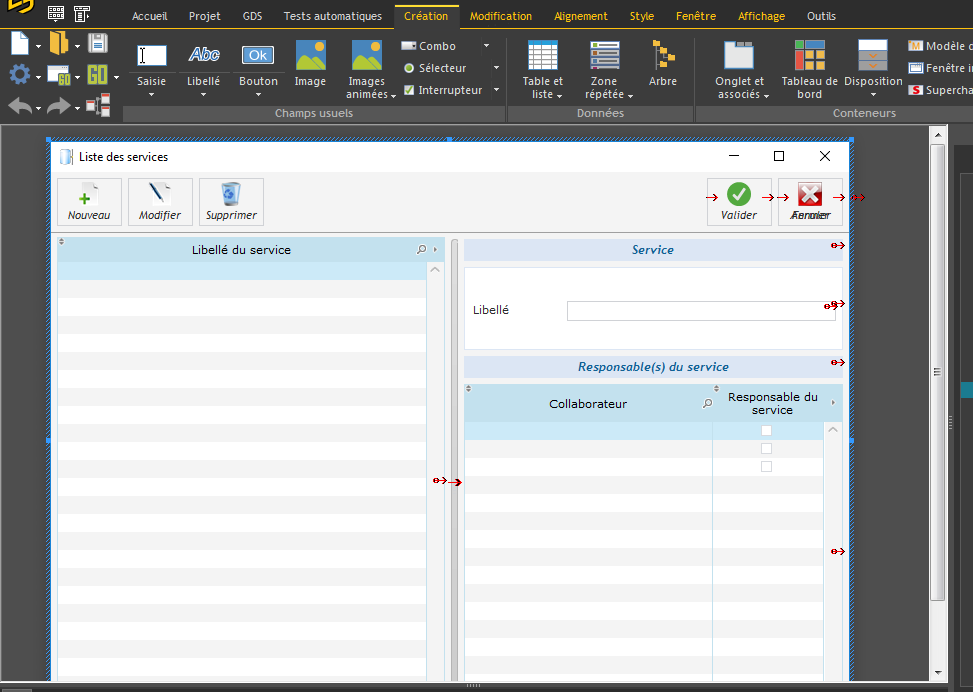 Accueil Projet GDS Tests automatiques Création Modification Alignement Style Fenêtre Affichage Outils
Saisie
Abc
Libellé
Ok
Bouton
Image
Images animées
Combo
Sélecteur
Interrupteur
Table et liste
Zone répétée
Arbre
Onglet et associés
Tableau de bord
Disposition
Modèle
Fenêtre
GO
GO
Champs usuels
Données
Conteneurs
Liste des services
Nouveau
Modifier
Supprimer
Valider
Libellé du service
Service
Libellé
Responsable(s) du service
Collaborateur
Responsable du
service